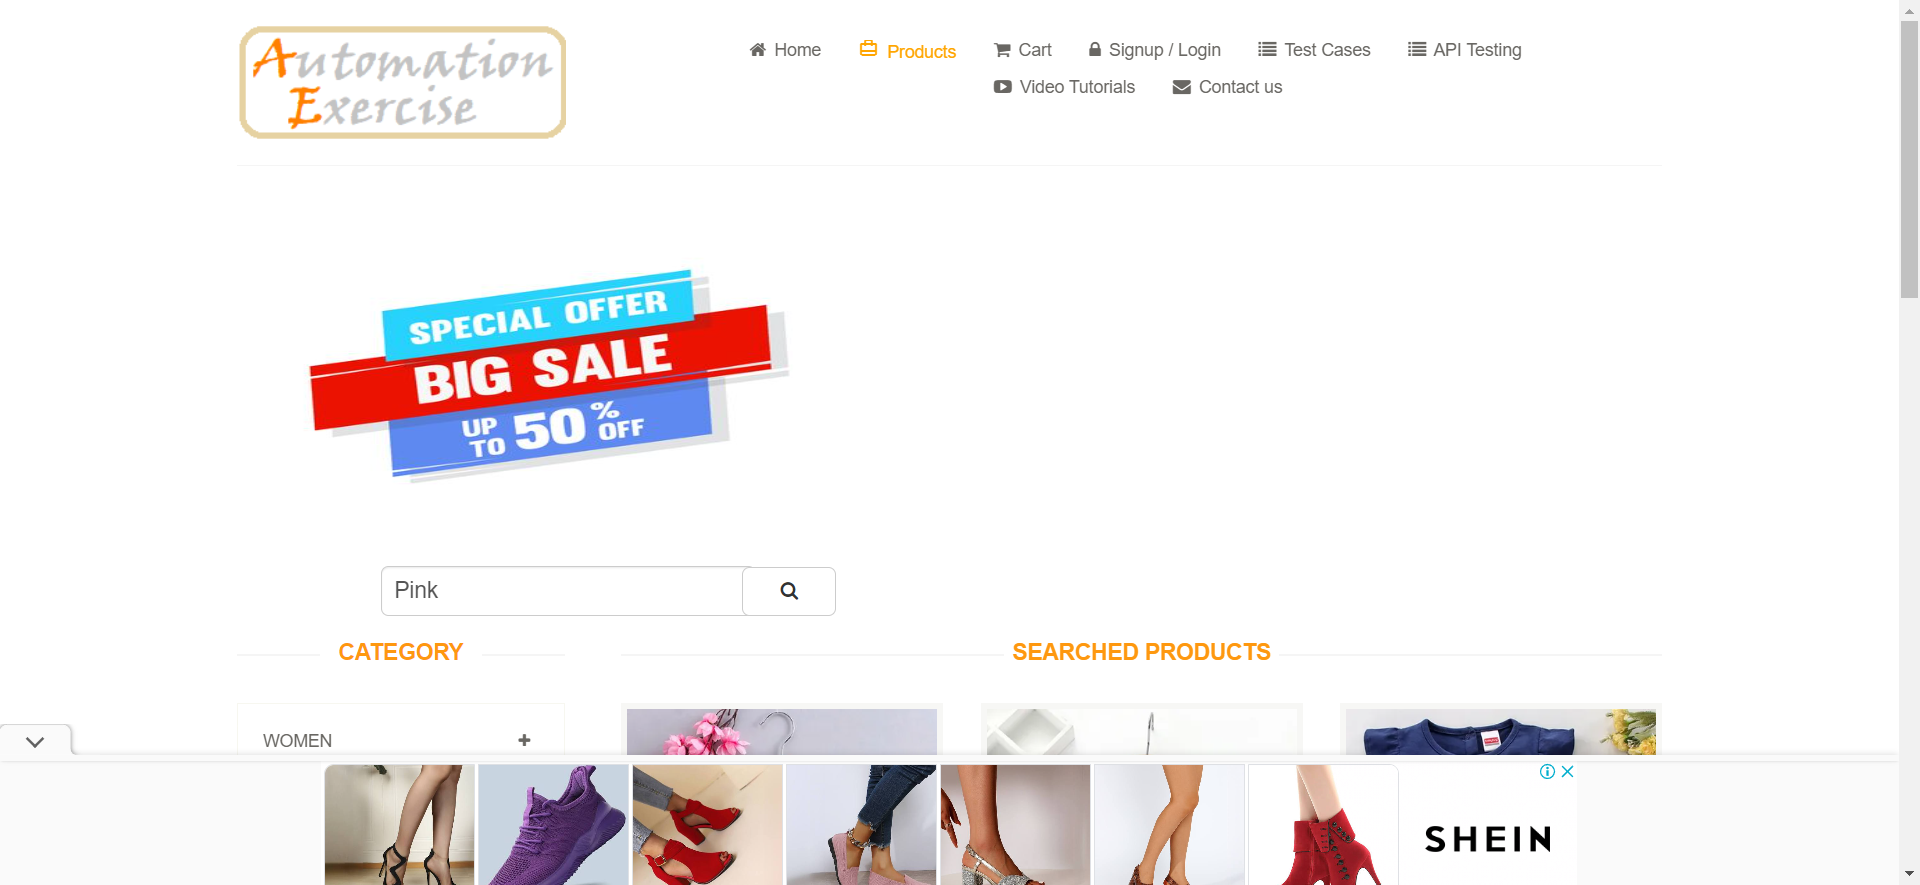 Automation
Exercise
Home
Products
Cart
Signup / Login
Test Cases
API Testing
Video Tutorials
Contact us
SPECIAL OFFER
BIG SALE
UP TO 50% OFF
Pink
CATEGORY
SEARCHED PRODUCTS
WOMEN
SHEIN